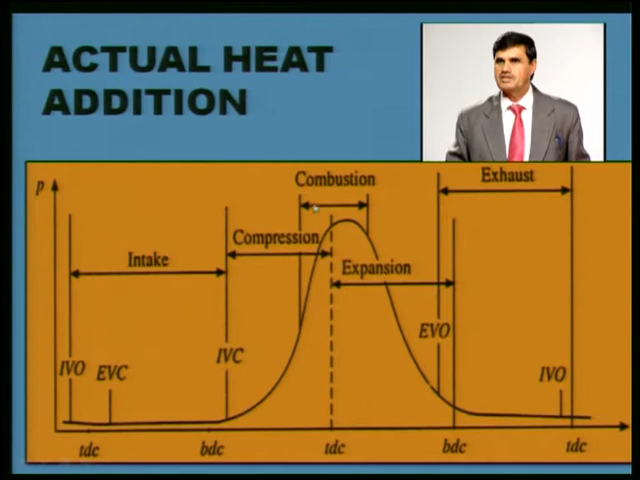 ACTUAL HEAT
ADDITION
p
Combustion
Exhaust
Compression
Intake
Expansion
IVO
EVC
IVC
EVO
IVO
tdc
bdc
tdc
bdc
tdc